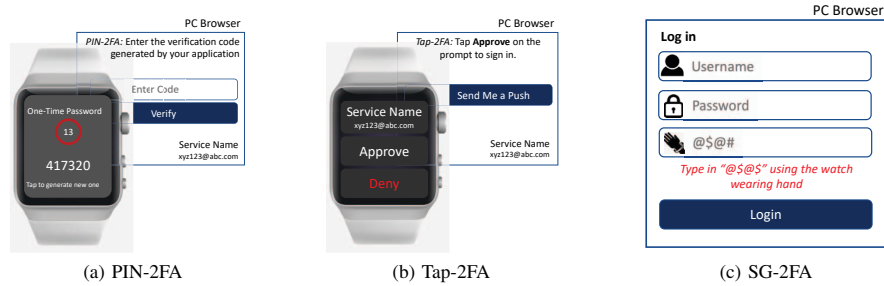 PC Browser
PIN-2FA: Enter the verification code
generated by your application
Enter Code
Verify
One-Time Password
13
417320
Tap to generate new one
Service Name
xyz123@abc.com
(a) PIN-2FA
PC Browser
Tap-2FA: Tap Approve on the
prompt to sign in.
Send Me a Push
Service Name
xyz123@abc.com
Approve
Deny
Service Name
xyz123@abc.com
(b) Tap-2FA
PC Browser
Log in
Username
Password
@$@#
Type in “@$@$” using the watch
wearing hand
Login
(c) SG-2FA